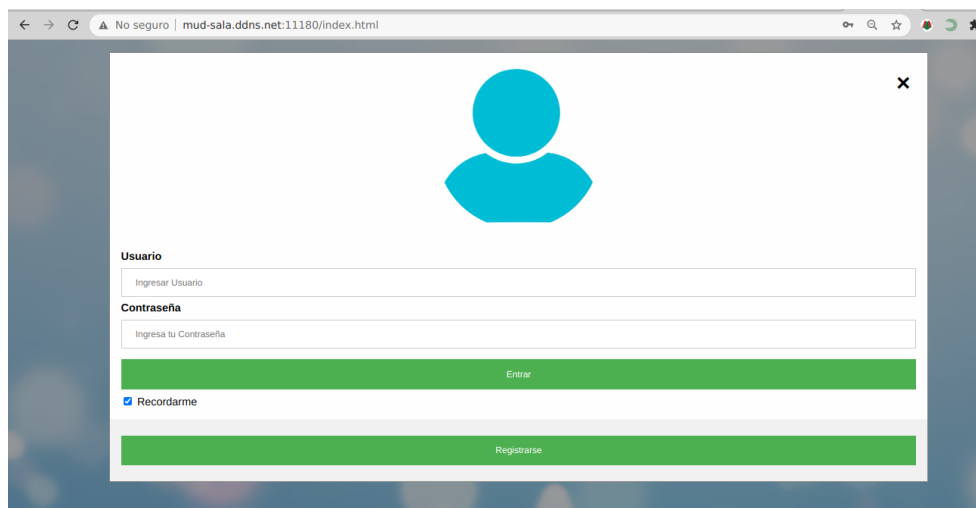 No seguro | mud-sala.ddns.net:11180/index.html
Usuario
Ingresar Usuario
Contraseña
Ingresa tu Contraseña
Entrar
Recordarme
Registrarse